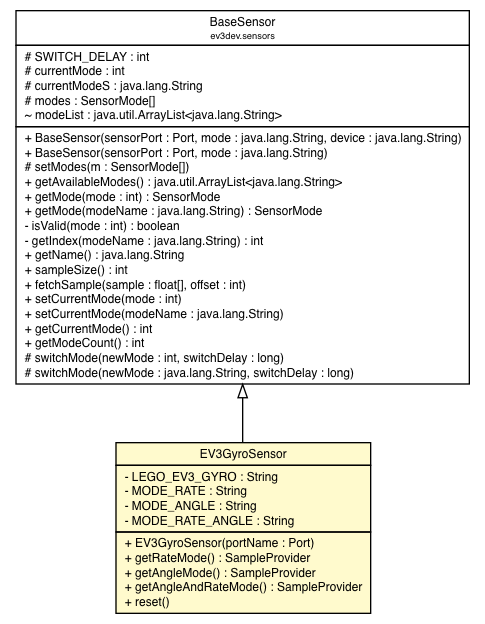 BaseSensor
ev3dev.sensors
# SWITCH_DELAY : int
# currentMode : int
# currentModeS : java.lang.String
# modes : SensorMode[]
~ modeList : java.util.ArrayList<java.lang.String>
+ BaseSensor(sensorPort : Port, mode : java.lang.String, device : java.lang.String)
+ BaseSensor(sensorPort : Port, mode : java.lang.String)
# setModes(m : SensorMode[])
+ getAvailableModes() : java.util.ArrayList<java.lang.String>
+ getMode(mode : int) : SensorMode
+ getMode(modeName : java.lang.String) : SensorMode
- isValid(mode : int) : boolean
- getIndex(modeName : java.lang.String) : int
+ getName() : java.lang.String
+ sampleSize() : int
+ fetchSample(sample : float[], offset : int)
+ setCurrentMode(mode : int)
+ setCurrentMode(modeName : java.lang.String)
+ getCurrentMode() : int
+ getModeCount() : int
# switchMode(newMode : int, switchDelay : long)
# switchMode(newMode : java.lang.String, switchDelay : long)
EV3GyroSensor
- LEGO_EV3_GYRO : String
- MODE_RATE : String
- MODE_ANGLE : String
- MODE_RATE_ANGLE : String
+ EV3GyroSensor(portName : Port)
+ getRateMode() : SampleProvider
+ getAngleMode() : SampleProvider
+ getAngleAndRateMode() : SampleProvider
+ reset()